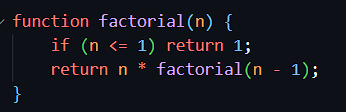 function factorial(n) {
    if (n <= 1) return 1;
    return n * factorial(n - 1);
}